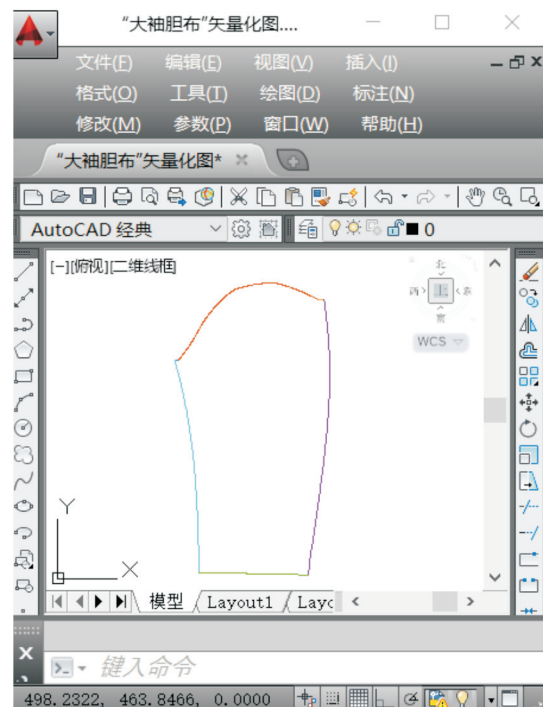 “大袖胆布”矢量化图....
文件(F) 编辑(E) 视图(V) 插入(I)
格式(O) 工具(T) 绘图(D) 标注(N)
修改(M) 参数(P) 窗口(W) 帮助(H)
“大袖胆布”矢量化图*
AutoCAD 经典 0
[-][俯视][二维线框]
北
西 上 东
南
WCS
Y
X
模型 Layout1 Layo
键入命令
498.2322, 463.8466, 0.0000